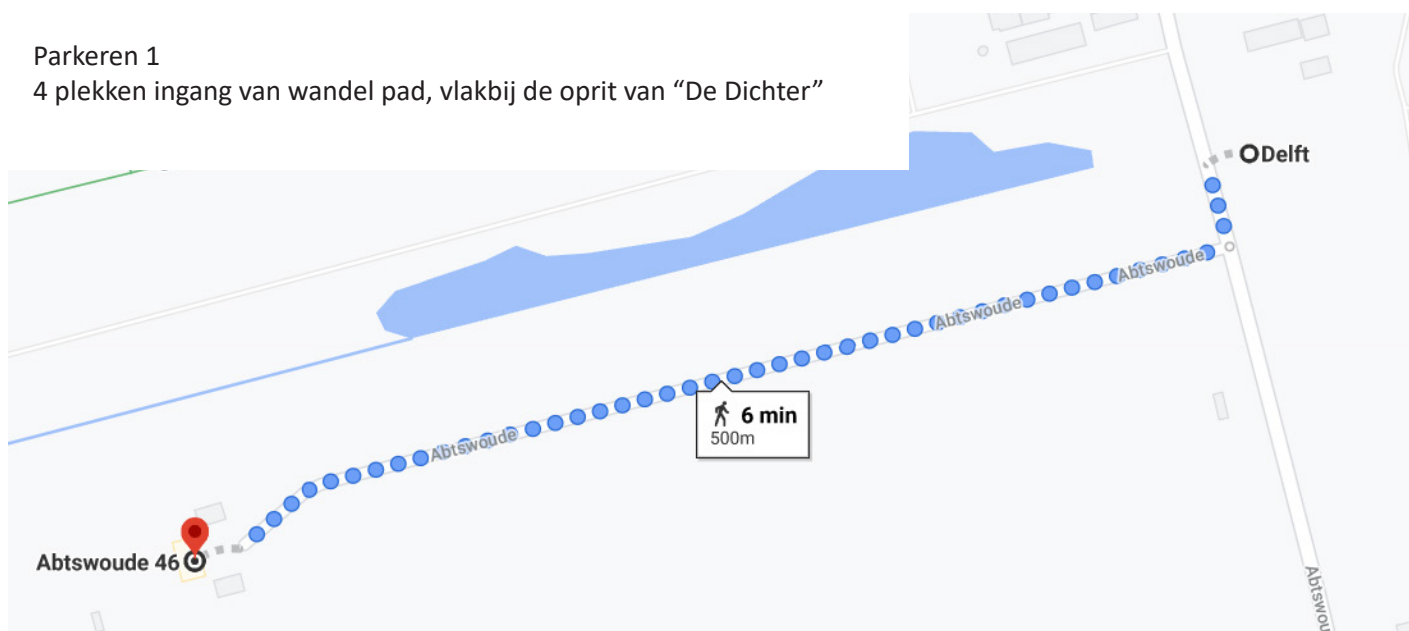 Parkeren 1
4 plekken ingang van wandel pad, vlakbij de oprit van “De Dichter”
Delft
Abtswoude
Abtswoude
6 min
500m
Abtswoude
Abtswoude 46
Abtswou